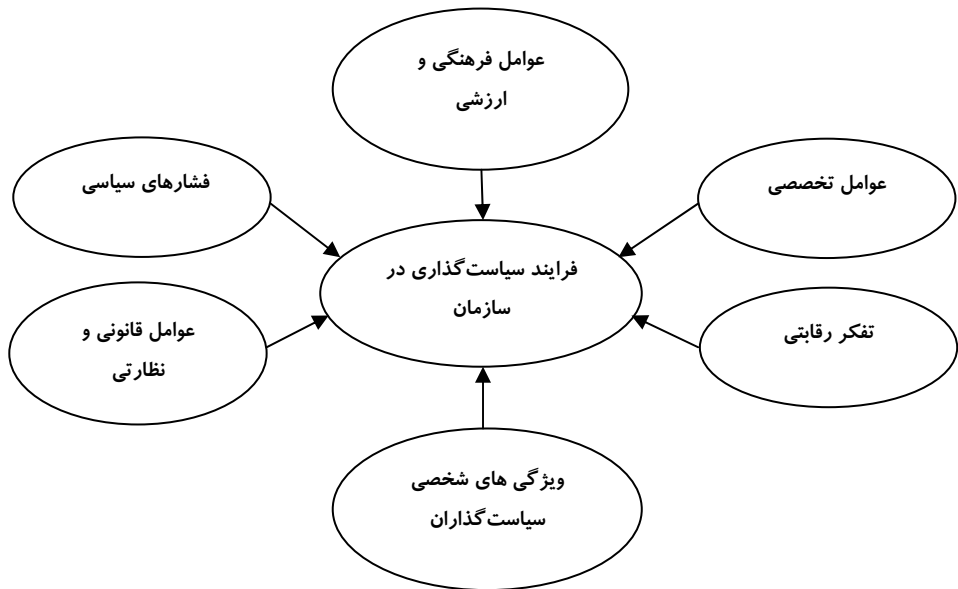 عوامل فرهنگی و
ارزشی
عوامل تخصصی
فشارهای سیاسی
فرایند سیاست‌گذاری در
سازمان
تفکر رقابتی
عوامل قانونی و
نظارتی
ویژگی های شخصی
سیاست‌گذاران